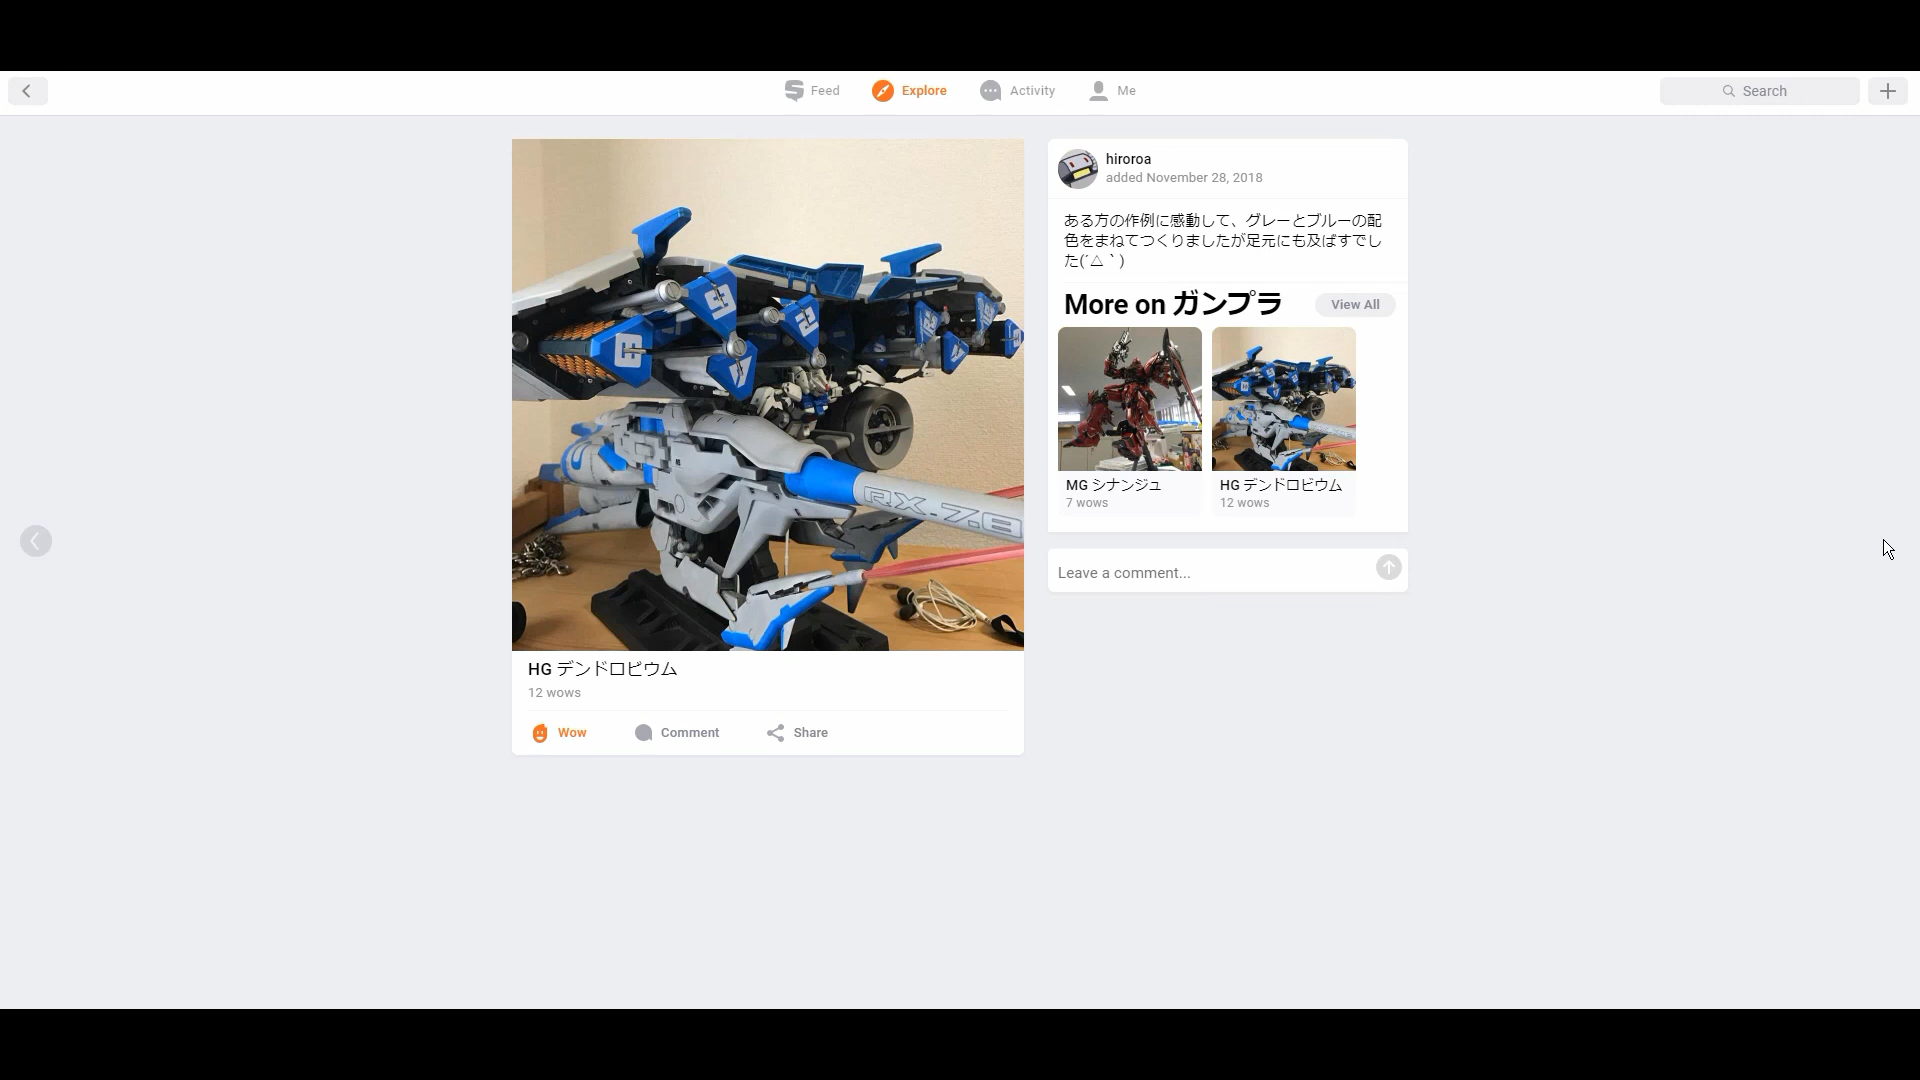 Feed
Explore
Activity
Me
Search
hiroroa
added November 28, 2018
ある方の作例に感動して、グレーとブルーの配
色をまねてつくりましたが足元にも及ばすでし
た(´△｀)
More on ガンプラ
View All
MG シナンジュ
7 wows
HG デンドロビウム
12 wows
Leave a comment...
RX-78
HG デンドロビウム
12 wows
Wow
Comment
Share